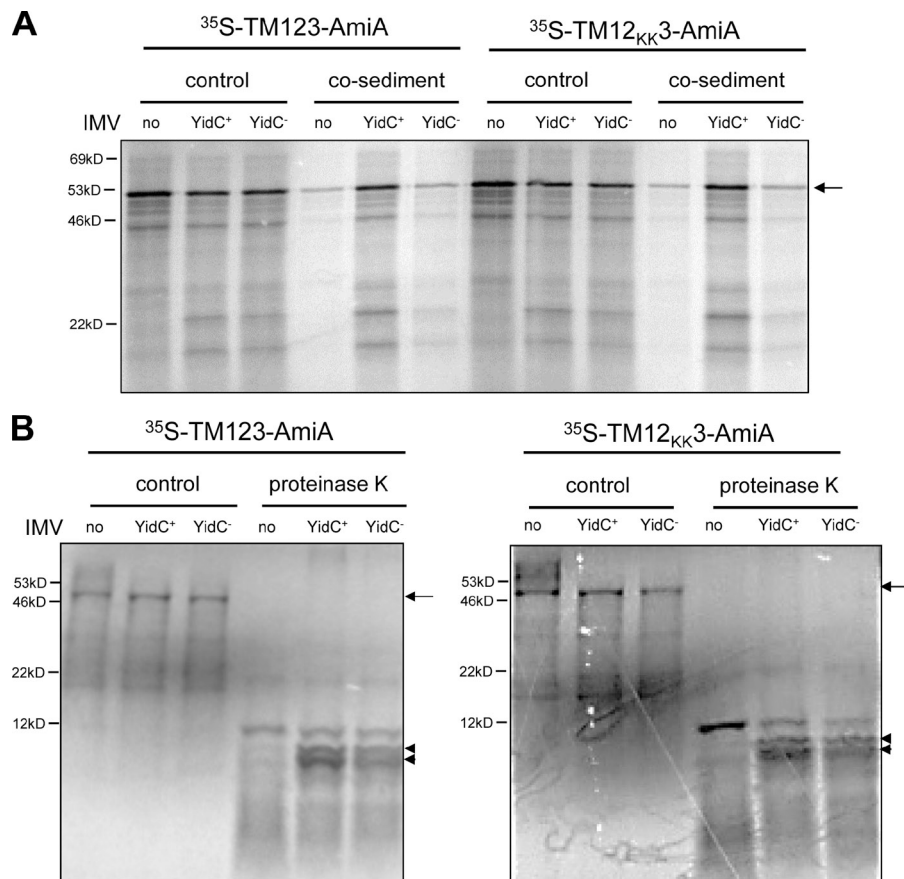 A
³⁵S-TM123-AmiA ³⁵S-TM12KK3-AmiA
control co-sediment control co-sediment
IMV no YidC⁺ YidC⁻ no YidC⁺ YidC⁻ no YidC⁺ YidC⁻ no YidC⁺ YidC⁻
69kD
53kD
46kD
22kD
B
³⁵S-TM123-AmiA ³⁵S-TM12KK3-AmiA
control proteinase K control proteinase K
IMV no YidC⁺ YidC⁻ no YidC⁺ YidC⁻ no YidC⁺ YidC⁻ no YidC⁺ YidC⁻
53kD 53kD
46kD 46kD
22kD 22kD
12kD 12kD